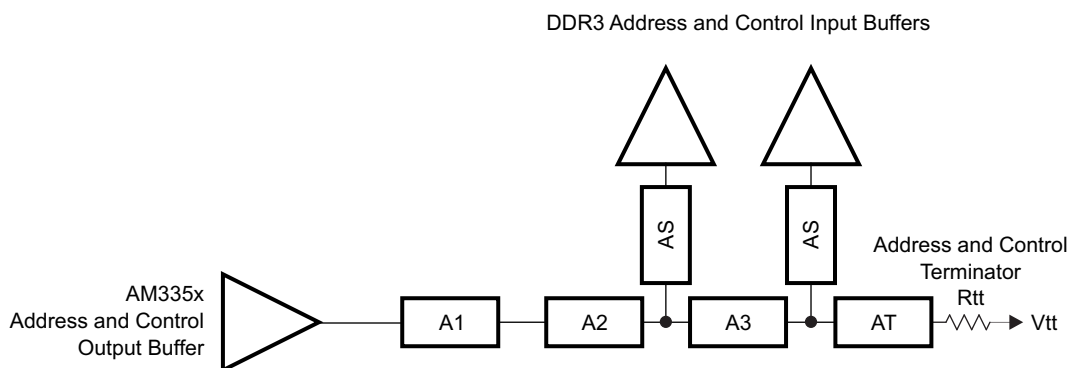 DDR3 Address and Control Input Buffers
AS
AS
Address and Control
Terminator
Rtt
AM335x
Address and Control
Output Buffer
A1
A2
A3
AT
Vtt